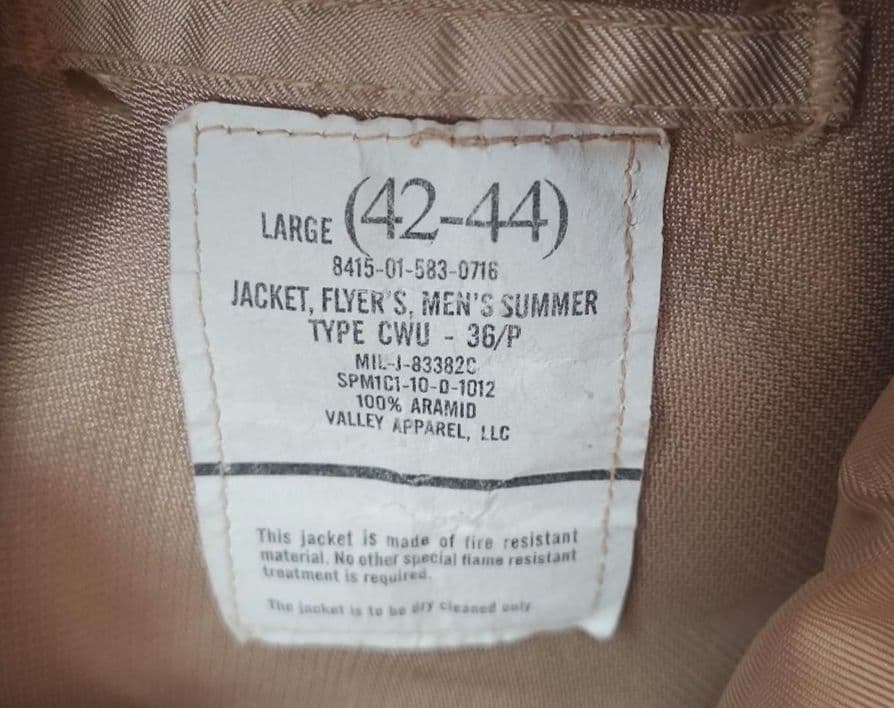 LARGE (42-44)
8415-01-583-0716
JACKET, FLYER'S, MEN'S SUMMER
TYPE CWU - 36/P
MIL-J-83382C
SPM1C1-10-D-1012
100% ARAMID
VALLEY APPAREL, LLC
This jacket is made of fire resistant
material. No other special flame resistant
treatment is required.
The jacket is to be dry cleaned only